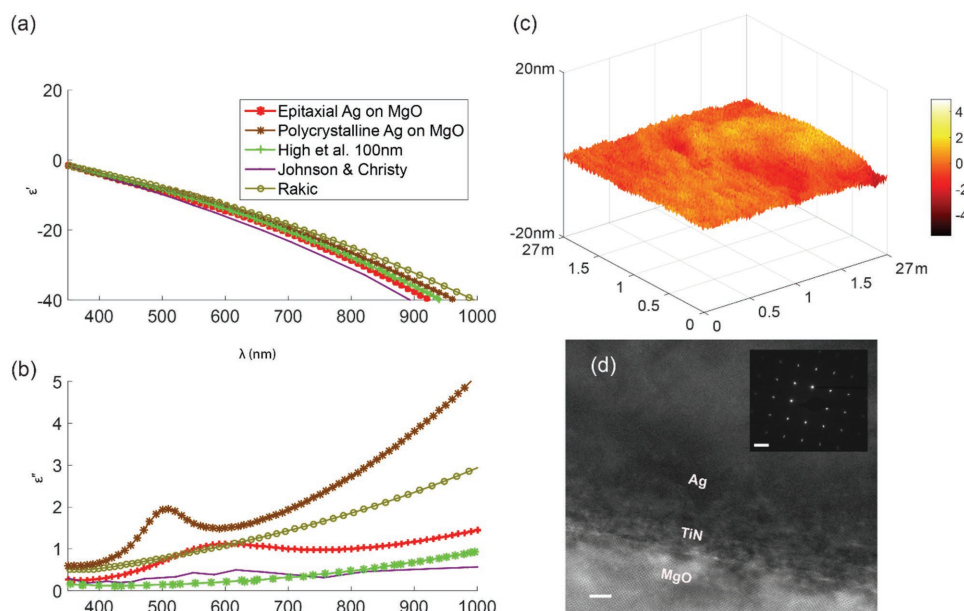 (a)
20
0
-20
-40
ε'
400 500 600 700 800 900 1000
λ (nm)
Epitaxial Ag on MgO
Polycrystalline Ag on MgO
High et al. 100nm
Johnson & Christy
Rakic
(b)
5
4
3
2
1
0
ε"
400 500 600 700 800 900 1000
(c)
20nm
-20nm
27m
1.5
1
0.5
0
0
0.5
1
1.5
27m
4
2
0
-2
-4
(d)
Ag
TiN
MgO